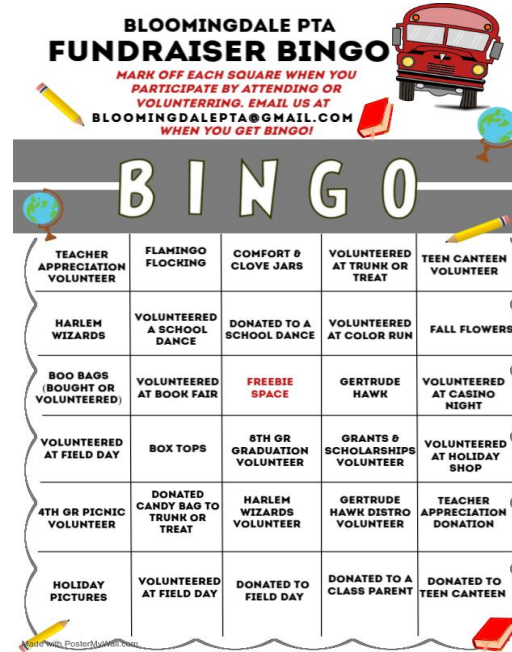 BLOOMINGDALE PTA
FUNDRAISER BINGO
MARK OFF EACH SQUARE WHEN YOU
PARTICIPATE BY ATTENDING OR
VOLUNTERRING. EMAIL US AT
BLOOMINGDALEPTA@GMAIL.COM
WHEN YOU GET BINGO!
BINGO
TEACHER
APPRECIATION
VOLUNTEER
FLAMINGO
FLOCKING
COMFORT &
CLOVE JARS
VOLUNTEERED
AT TRUNK OR
TREAT
TEEN CANTEEN
VOLUNTEER
HARLEM
WIZARDS
VOLUNTEERED
A SCHOOL
DANCE
DONATED TO A
SCHOOL DANCE
VOLUNTEERED
AT COLOR RUN
FALL FLOWERS
BOO BAGS
(BOUGHT OR
VOLUNTEERED)
VOLUNTEERED
AT BOOK FAIR
FREEBIE
SPACE
GERTRUDE
HAWK
VOLUNTEERED
AT CASINO
NIGHT
VOLUNTEERED
AT FIELD DAY
BOX TOPS
8TH GR
GRADUATION
VOLUNTEER
GRANTS &
SCHOLARSHIPS
VOLUNTEER
VOLUNTEERED
AT HOLIDAY
SHOP
4TH GR PICNIC
VOLUNTEER
DONATED
CANDY BAG TO
TRUNK OR
TREAT
HARLEM
WIZARDS
VOLUNTEER
GERTRUDE
HAWK DISTRO
VOLUNTEER
TEACHER
APPRECIATION
DONATION
HOLIDAY
PICTURES
VOLUNTEERED
AT FIELD DAY
DONATED TO
FIELD DAY
DONATED TO A
CLASS PARENT
DONATED TO
TEEN CANTEEN
Made with PosterMyWall.com